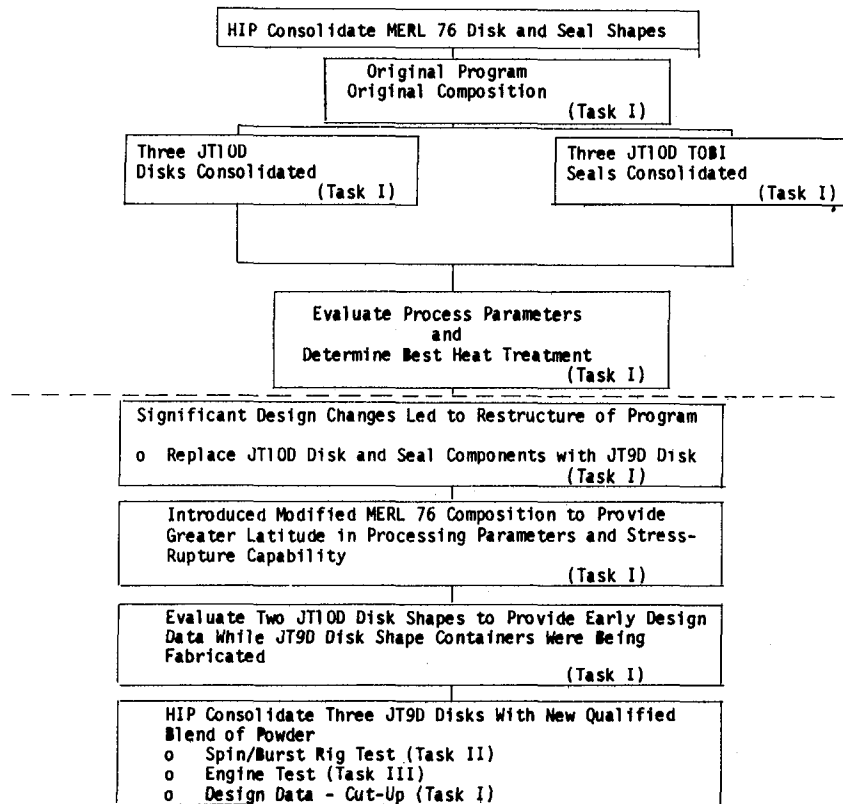 HIP Consolidate MERL 76 Disk and Seal Shapes
Original Program
Original Composition
(Task I)
Three JT10D
Disks Consolidated
(Task I)
Three JT10D TOBI
Seals Consolidated
(Task I)
Evaluate Process Parameters
and
Determine Best Heat Treatment
(Task I)
Significant Design Changes Led to Restructure of Program
o Replace JT10D Disk and Seal Components with JT9D Disk
(Task I)
Introduced Modified MERL 76 Composition to Provide
Greater Latitude in Processing Parameters and Stress-
Rupture Capability
(Task I)
Evaluate Two JT10D Disk Shapes to Provide Early Design
Data While JT9D Disk Shape Containers Were Being
Fabricated
(Task I)
HIP Consolidate Three JT9D Disks With New Qualified
Blend of Powder
o Spin/Burst Rig Test (Task II)
o Engine Test (Task III)
o Design Data - Cut-Up (Task I)